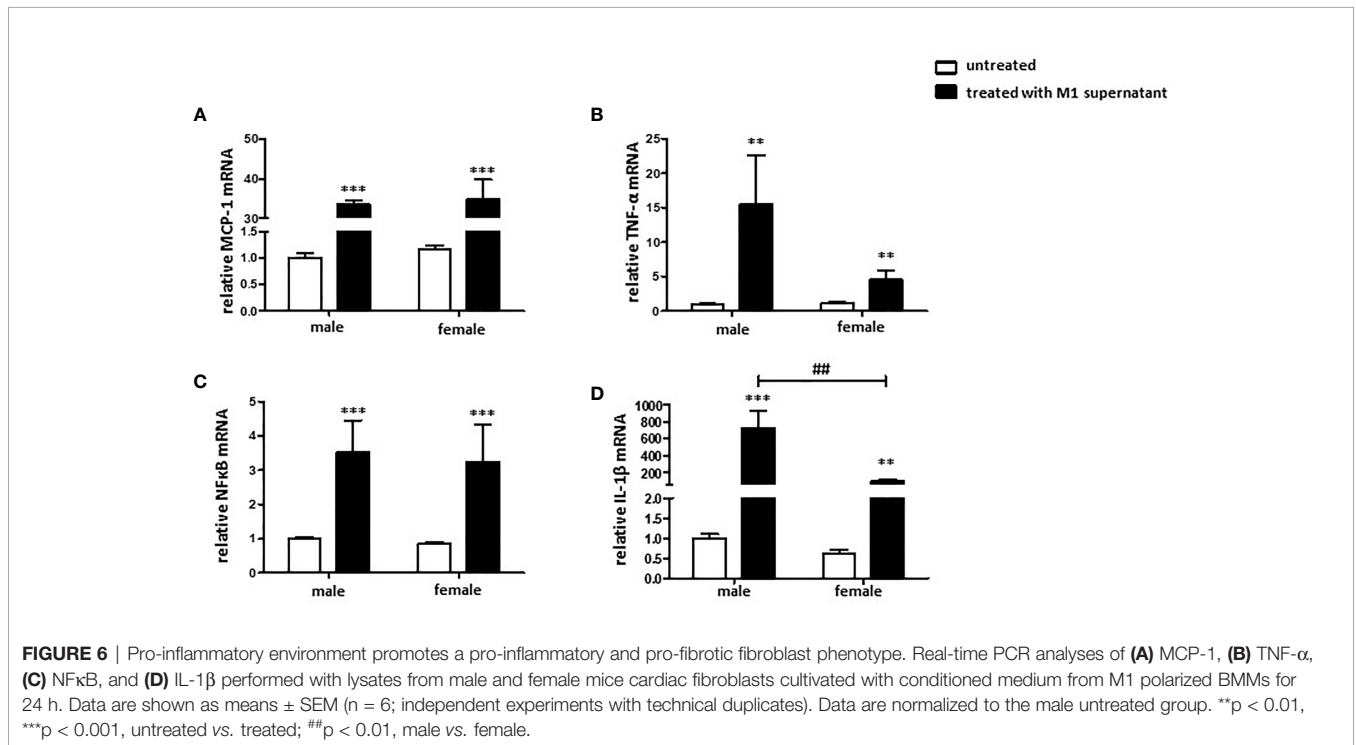 untreated
treated with M1 supernatant
A
relative MCP-1 mRNA
50
40
30
1.5
1.0
0.5
0.0
***
***
male
female
B
relative TNF-α mRNA
25
20
15
10
5
0
**
**
male
female
C
relative NFκB mRNA
5
4
3
2
1
0
***
***
male
female
D
relative IL-1β mRNA
1000
800
600
400
200
2.0
1.5
1.0
0.5
0.0
##
***
**
male
female
FIGURE 6 | Pro-inflammatory environment promotes a pro-inflammatory and pro-fibrotic fibroblast phenotype. Real-time PCR analyses of (A) MCP-1, (B) TNF-α,
(C) NFκB, and (D) IL-1β performed with lysates from male and female mice cardiac fibroblasts cultivated with conditioned medium from M1 polarized BMMs for
24 h. Data are shown as means ± SEM (n = 6; independent experiments with technical duplicates). Data are normalized to the male untreated group. **p < 0.01,
***p < 0.001, untreated vs. treated; ##p < 0.01, male vs. female.